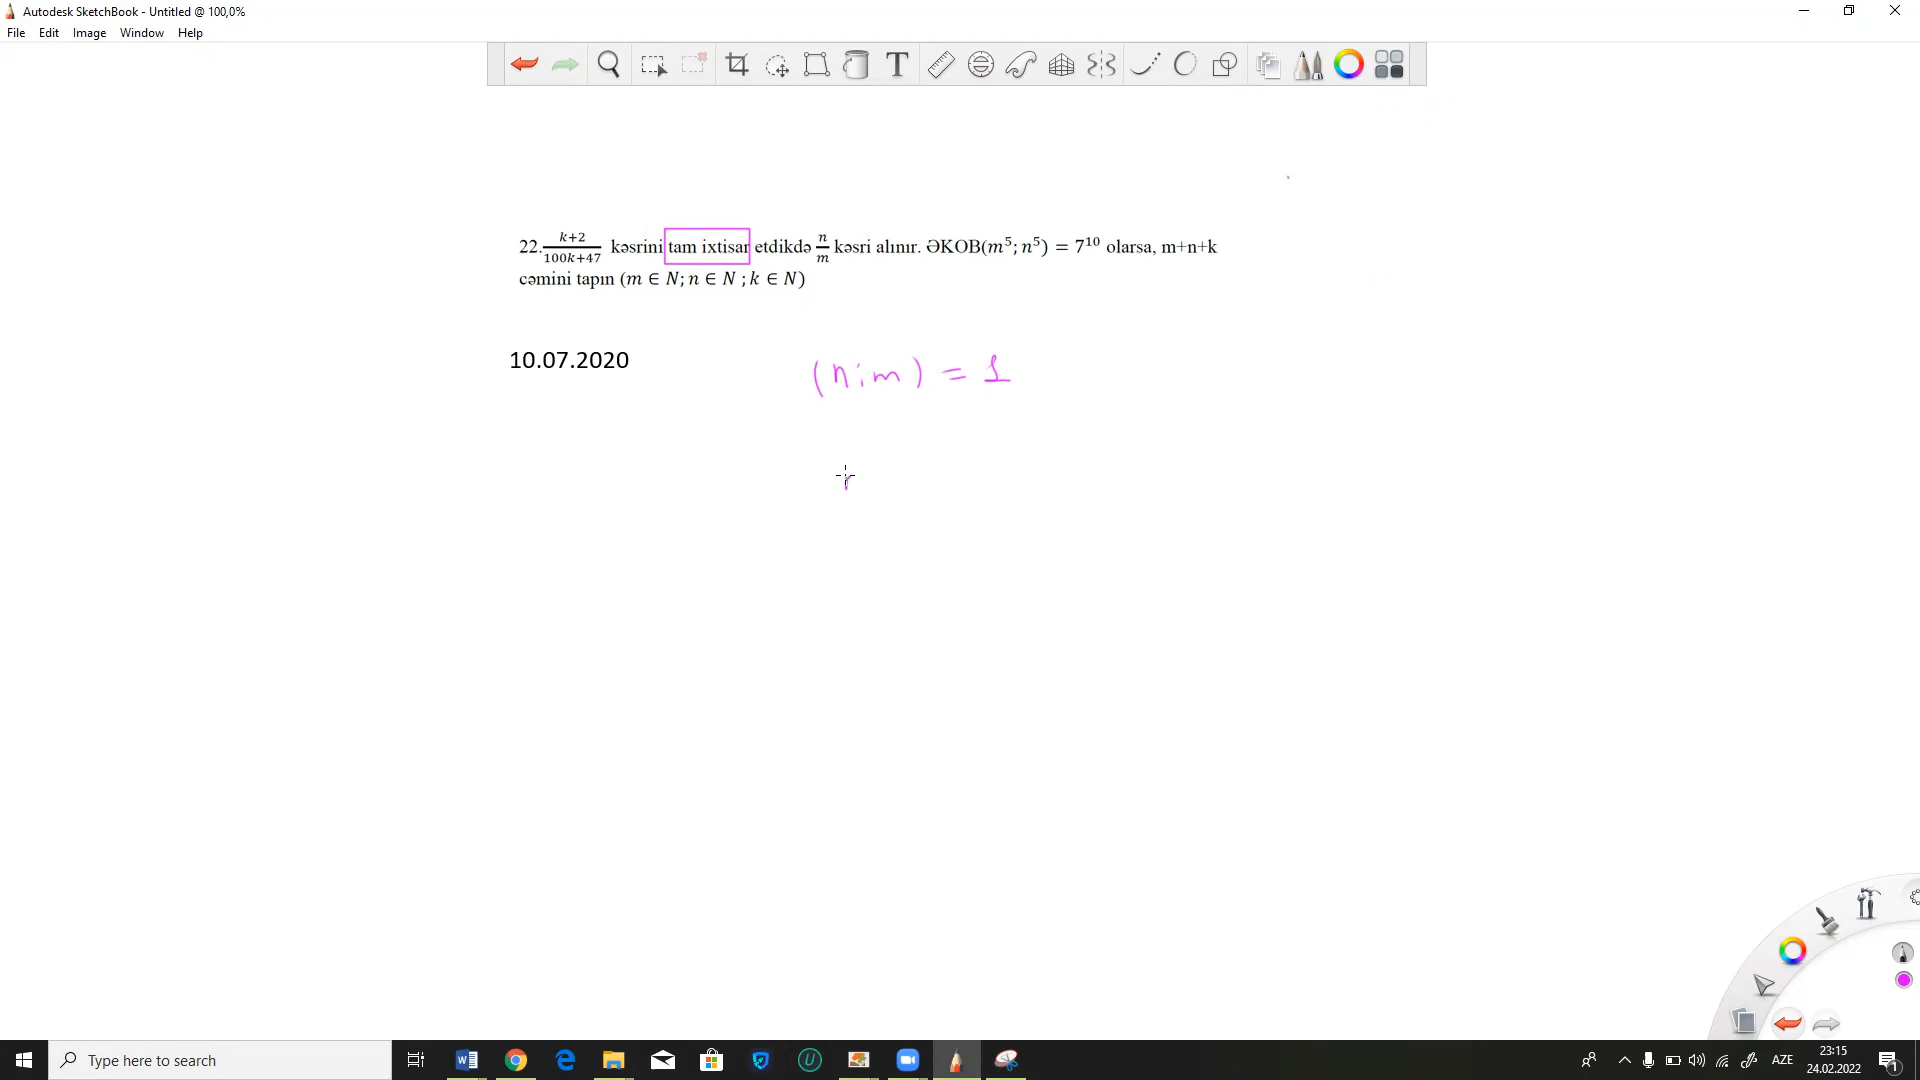 Autodesk SketchBook - Untitled @ 100,0%
File Edit Image Window Help
T
22. k+2/100k+47 kəsrini tam ixtisar etdikdə n/m kəsri alınır. ƏKOB(m⁵; n⁵) = 7¹⁰ olarsa, m+n+k
cəmini tapın (m ∈ N; n ∈ N ; k ∈ N)
10.07.2020
(n;m) = 1
Type here to search
AZE
23:15
24.02.2022
1